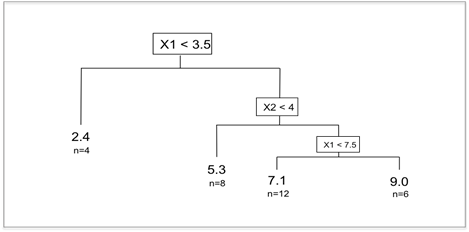 X1 < 3.5
X2 < 4
X1 < 7.5
2.4
n=4
5.3
n=8
7.1
n=12
9.0
n=6